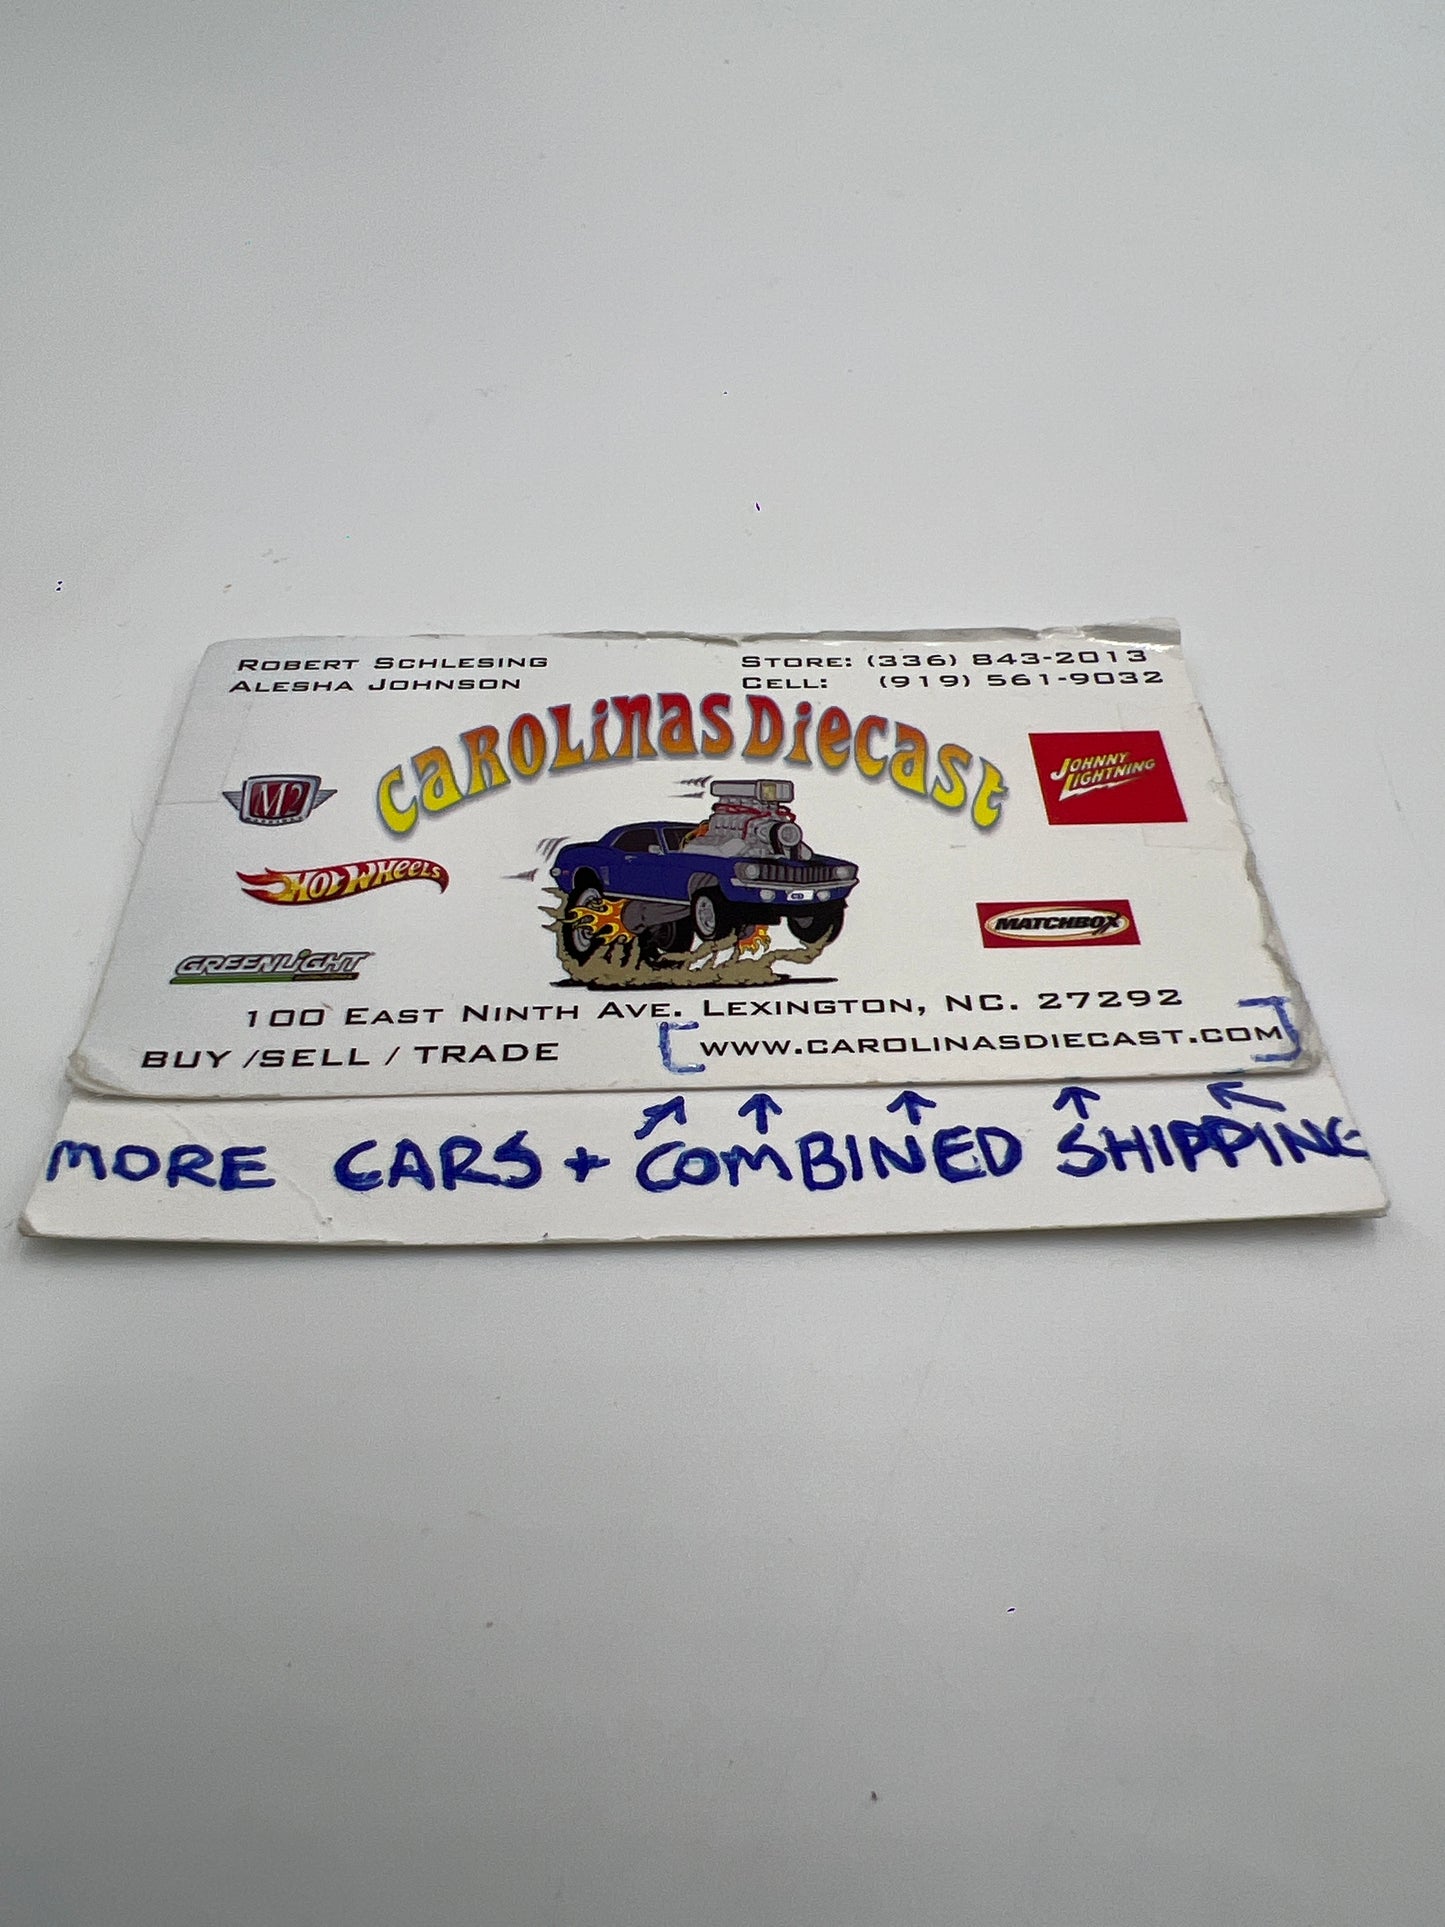 ROBERT SCHLESING
ALESHA JOHNSON
STORE: (336) 843-2013
CELL: (919) 561-9032
CAROLINAS DIECAST
M2
HOT WHEELS
GREENLIGHT
JOHNNY LIGHTNING
MATCHBOX
100 EAST NINTH AVE. LEXINGTON, NC. 27292
BUY /SELL / TRADE
WWW.CAROLINASDIECAST.COM
MORE CARS + COMBINED SHIPPING